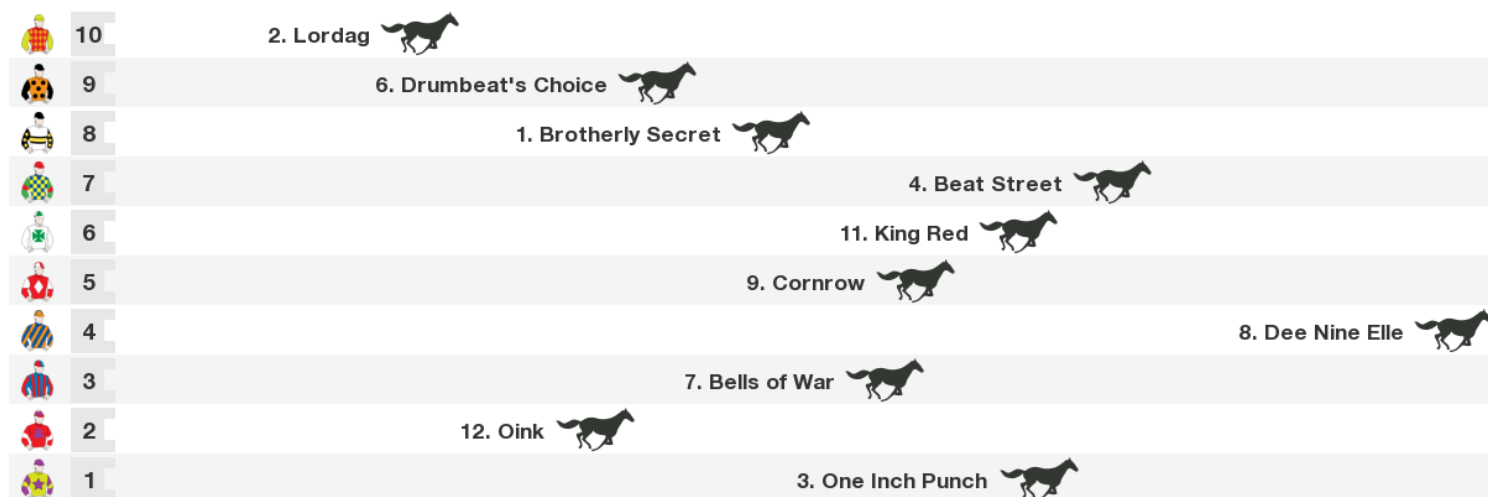 10 2. Lordag
9 6. Drumbeat's Choice
8 1. Brotherly Secret
7 4. Beat Street
6 11. King Red
5 9. Cornrow
4 8. Dee Nine Elle
3 7. Bells of War
2 12. Oink
1 3. One Inch Punch